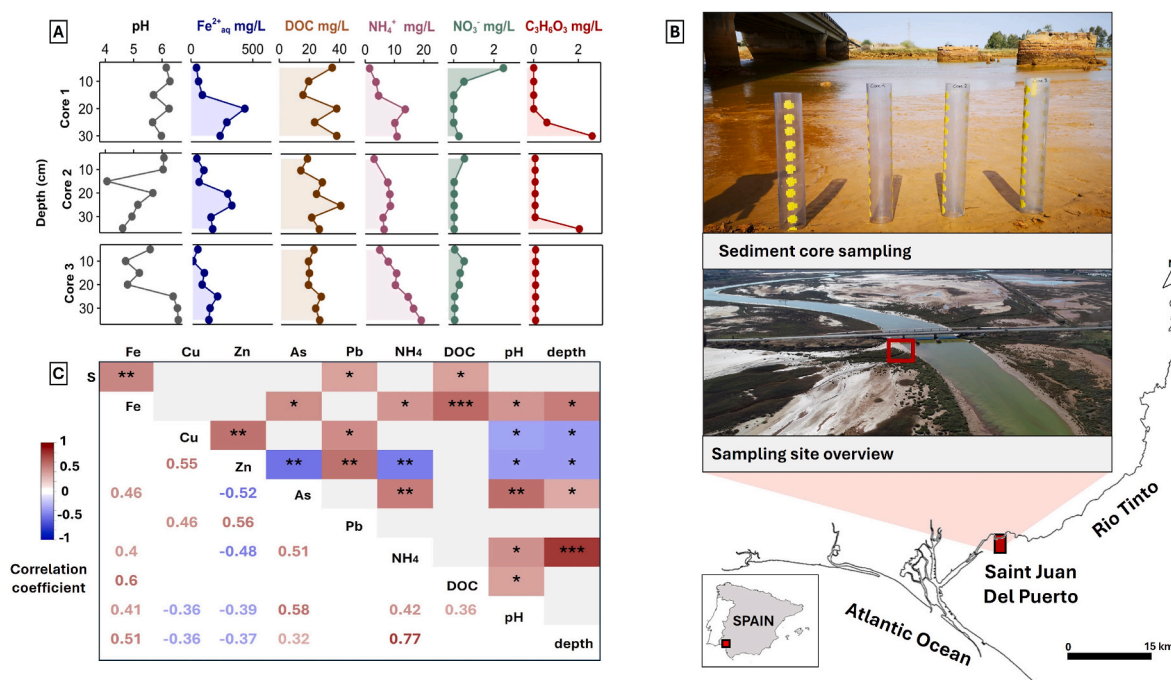 A
pH
Fe²⁺aq mg/L
DOC mg/L
NH₄⁺ mg/L
NO₃⁻ mg/L
C₃H₆O₃ mg/L
4 5 6 0 500 0 20 40 0 10 20 0 2 0 2
Depth (cm)
Core 1
10
20
30
Core 2
10
20
30
Core 3
10
20
30
B
Sediment core sampling
Sampling site overview
Rio Tinto
Saint Juan
Del Puerto
Atlantic Ocean
SPAIN
0 15 km
C
Fe Cu Zn As Pb NH₄ DOC pH depth
S ** * *
Fe * * *** * *
Cu ** * * *
0.55 Zn ** ** ** * *
0.46 -0.52 As ** ** *
0.46 0.56 Pb
0.4 -0.48 0.51 NH₄ * ***
0.6 DOC *
0.41 -0.36 -0.39 0.58 0.42 0.36 pH
0.51 -0.36 -0.37 0.32 0.77 depth
1
0.5
0
-0.5
-1
Correlation
coefficient